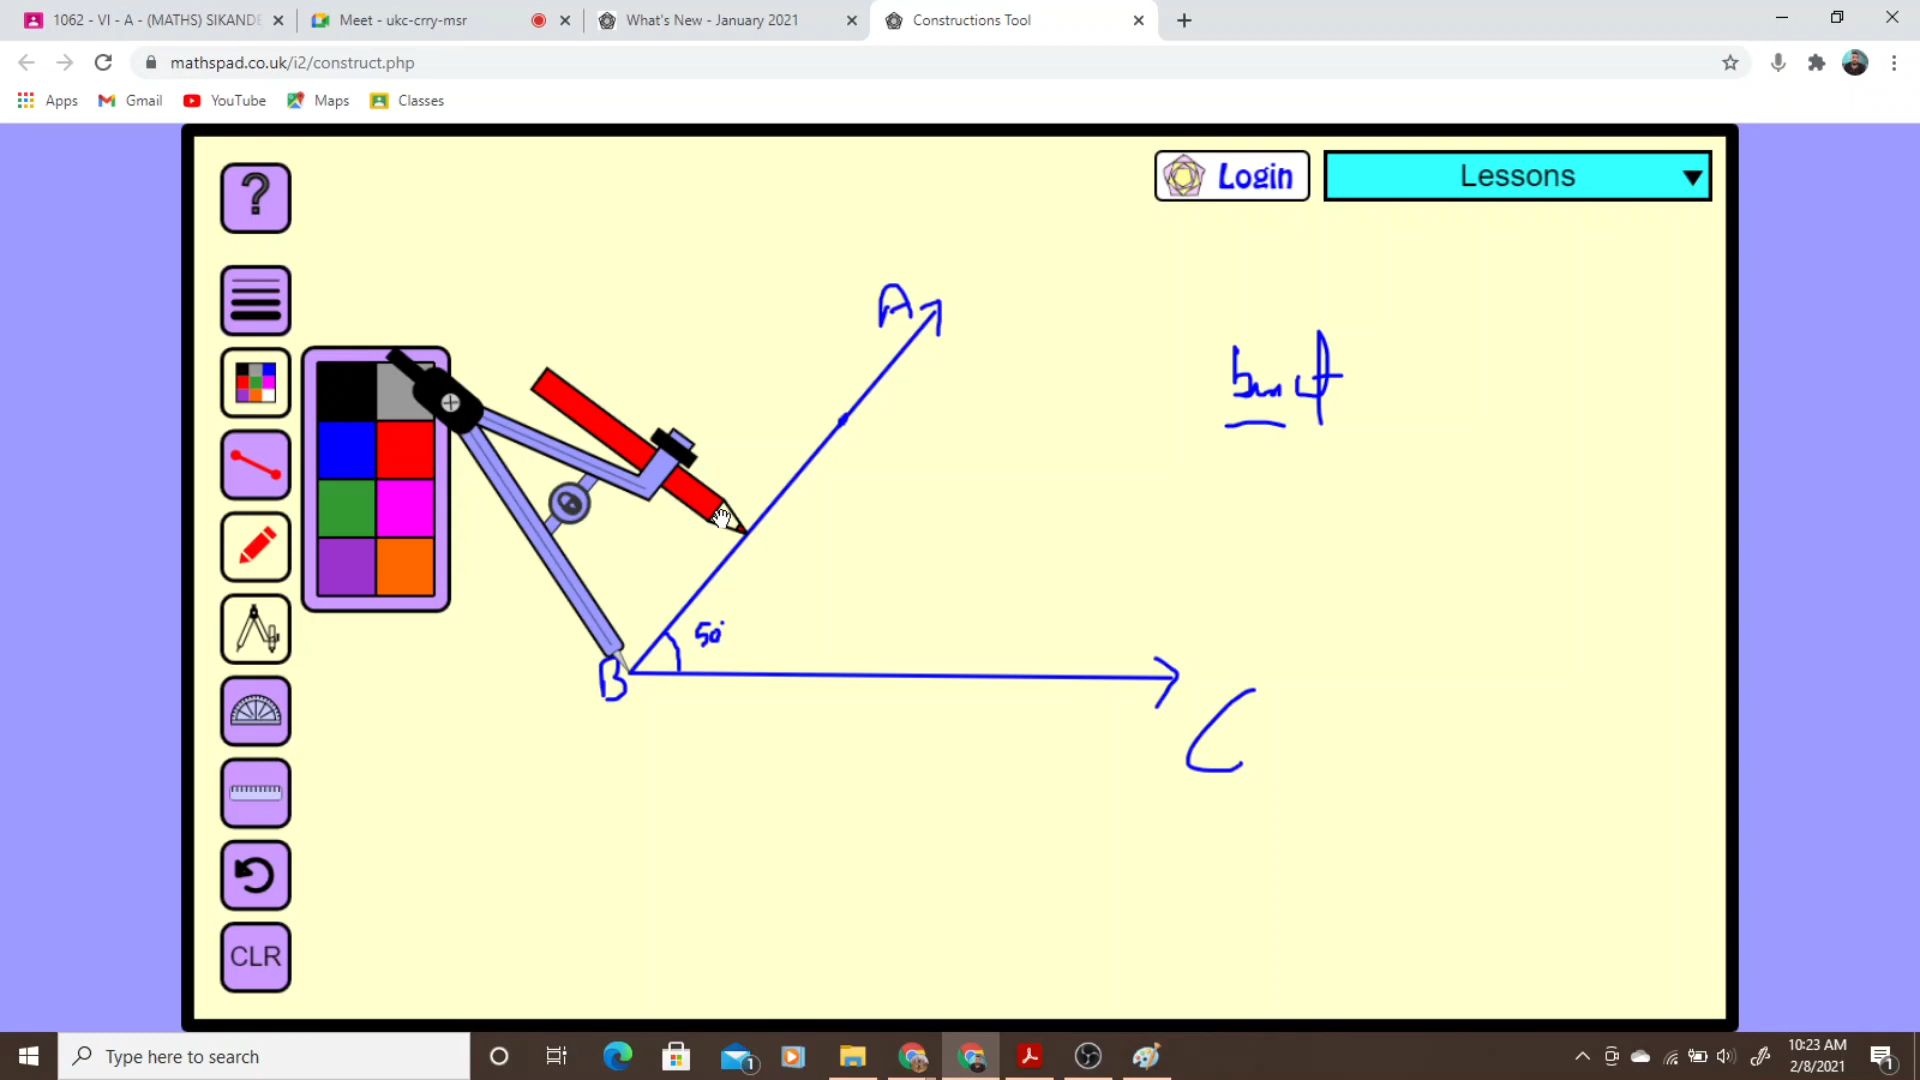 1062 - VI - A - (MATHS) SIKANDE
Meet - ukc-crry-msr
What's New - January 2021
Constructions Tool
mathspad.co.uk/i2/construct.php
Apps
Gmail
YouTube
Maps
Classes
?
Login
Lessons
A
50°
B
C
CLR
Type here to search
1
10:23 AM
2/8/2021
1